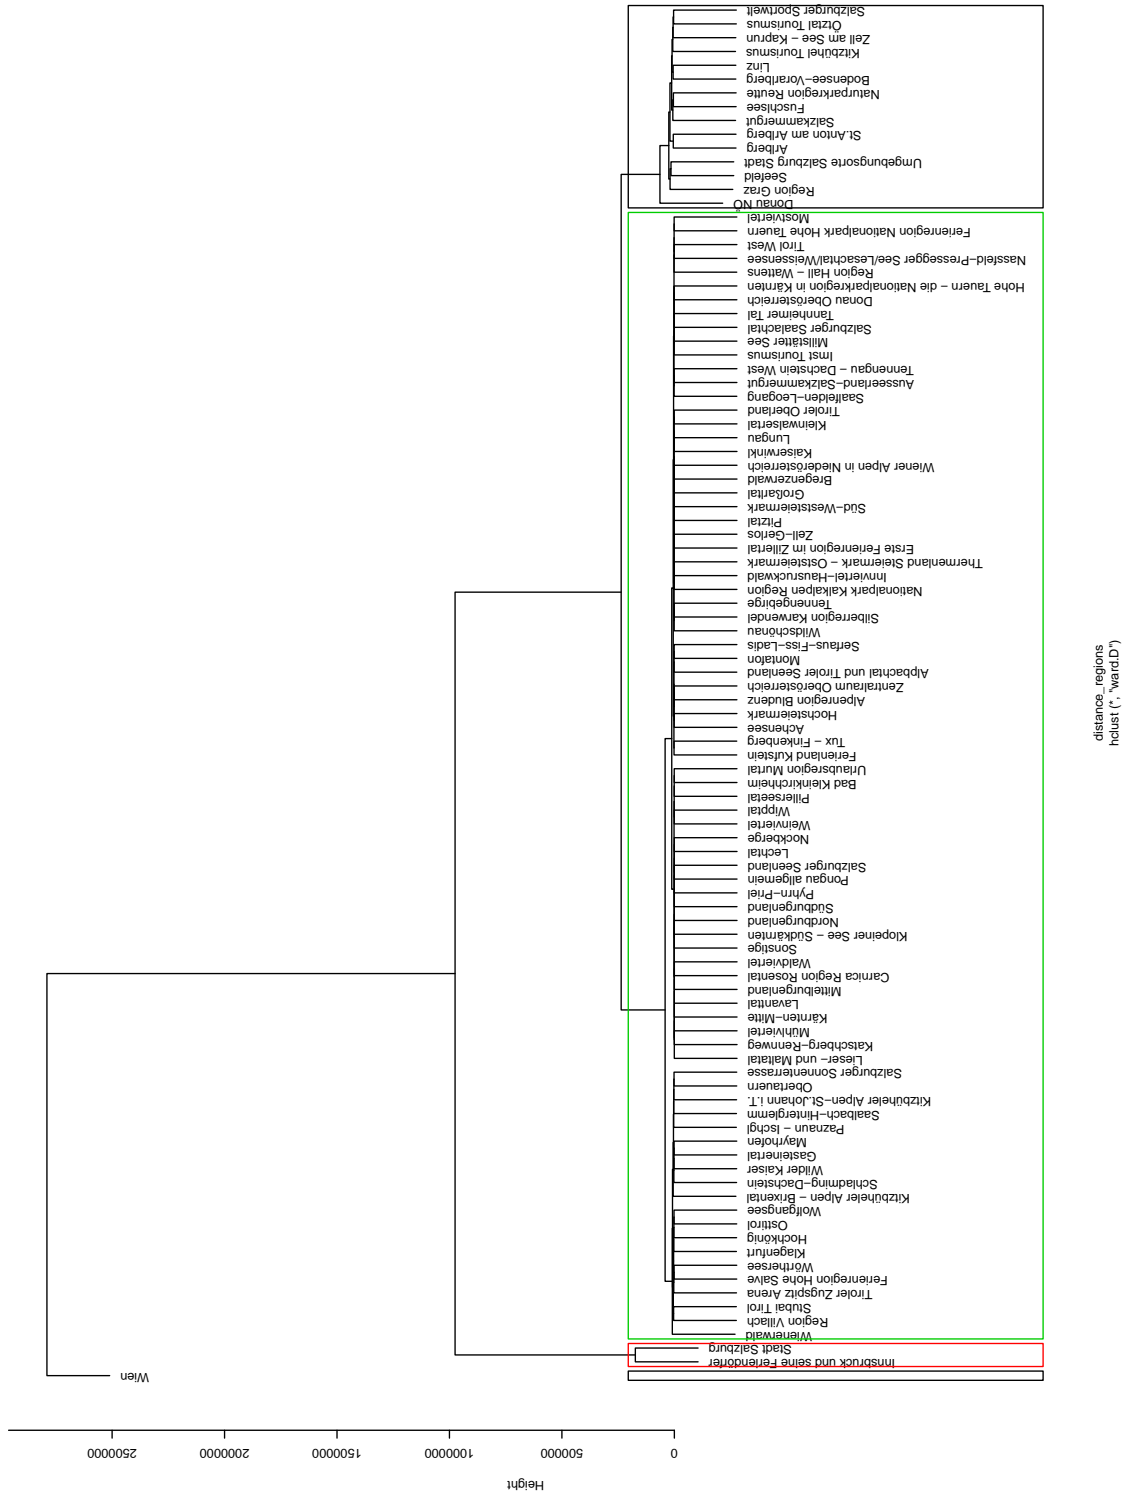 Salzburger Sportwelt
Ötztal Tourismus
Zell am See – Kaprun
Kitzbühel Tourismus
Linz
Bodensee–Vorarlberg
Naturparkregion Reutte
Fuschlsee
Salzkammergut
St.Anton am Arlberg
Arlberg
Umgebungsorte Salzburg Stadt
Seefeld
Region Graz
Donau NÖ
Mostviertel
Ferienregion Nationalpark Hohe Tauern
Tirol West
Nassfeld–Pressegger See/Lesachtal/Weissensee
Region Hall – Wattens
Hohe Tauern – die Nationalparkregion in Kärnten
Donau Oberösterreich
Tannheimer Tal
Salzburger Saalachtal
Millstätter See
Imst Tourismus
Tennengau – Dachstein West
Ausseerland–Salzkammergut
Saalfelden–Leogang
Tiroler Oberland
Kleinwalsertal
Lungau
Kaiserwinkl
Wiener Alpen in Niederösterreich
Bregenzerwald
Großarltal
Süd–Weststeiermark
Pitztal
Zell–Gerlos
Erste Ferienregion im Zillertal
Thermenland Steiermark – Oststeiermark
Innviertel–Hausruckwald
Nationalpark Kalkalpen Region
Tennengebirge
Silberregion Karwendel
Wildschönau
Serfaus–Fiss–Ladis
Montafon
Alpbachtal und Tiroler Seenland
Zentralraum Oberösterreich
Alpenregion Bludenz
Hochsteiermark
Achensee
Tux – Finkenberg
Ferienland Kufstein
Urlaubsregion Murtal
Bad Kleinkirchheim
Pillerseetal
Wipptal
Weinviertel
Nockberge
Lechtal
Salzburger Seenland
Pongau allgemein
Pyhrn–Priel
Südburgenland
Nordburgenland
Klopeiner See – Südkärnten
Sonstige
Waldviertel
Carnica Region Rosental
Mittelburgenland
Lavanttal
Kärnten–Mitte
Mühlviertel
Katschberg–Rennweg
Lieser– und Maltatal
Salzburger Sonnenterrasse
Obertauern
Kitzbüheler Alpen–St.Johann i.T.
Saalbach–Hinterglemm
Paznaun – Ischgl
Mayrhofen
Gasteinertal
Wilder Kaiser
Schladming–Dachstein
Kitzbüheler Alpen – Brixental
Wolfgangsee
Osttirol
Hochkönig
Klagenfurt
Wörthersee
Ferienregion Hohe Salve
Tiroler Zugspitz Arena
Stubai Tirol
Region Villach
Wienerwald
Stadt Salzburg
Innsbruck und seine Feriendörfer
Wien
2500000
2000000
1500000
1000000
500000
0
Height
distance_regions
hclust (*, "ward.D")